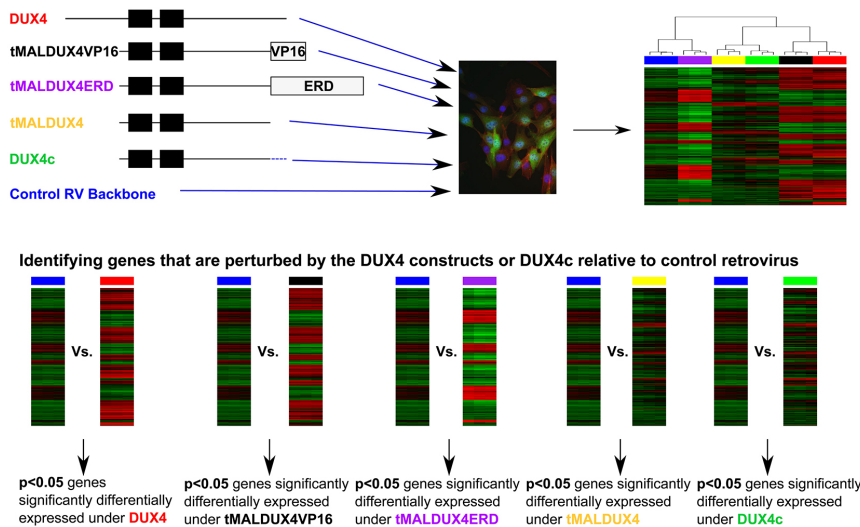 DUX4
tMALDUX4VP16
VP16
tMALDUX4ERD
ERD
tMALDUX4
DUX4c
Control RV Backbone
Identifying genes that are perturbed by the DUX4 constructs or DUX4c relative to control retrovirus
Vs.
Vs.
Vs.
Vs.
Vs.
p<0.05 genes
significantly differentially
expressed under DUX4
p<0.05 genes significantly
differentially expressed
under tMALDUX4VP16
p<0.05 genes significantly
differentially expressed
under tMALDUX4ERD
p<0.05 genes significantly
differentially expressed
under tMALDUX4
p<0.05 genes significantly
differentially expressed
under DUX4c